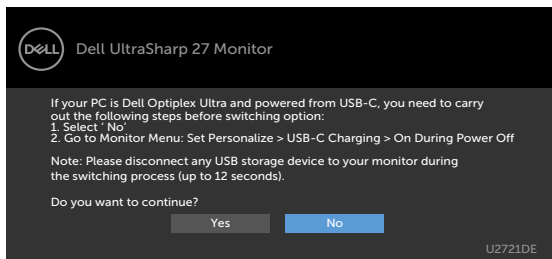 DELL
Dell UltraSharp 27 Monitor
If your PC is Dell Optiplex Ultra and powered from USB-C, you need to carry
out the following steps before switching option:
1. Select ' No'
2. Go to Monitor Menu: Set Personalize > USB-C Charging > On During Power Off
Note: Please disconnect any USB storage device to your monitor during
the switching process (up to 12 seconds).
Do you want to continue?
Yes No
U2721DE